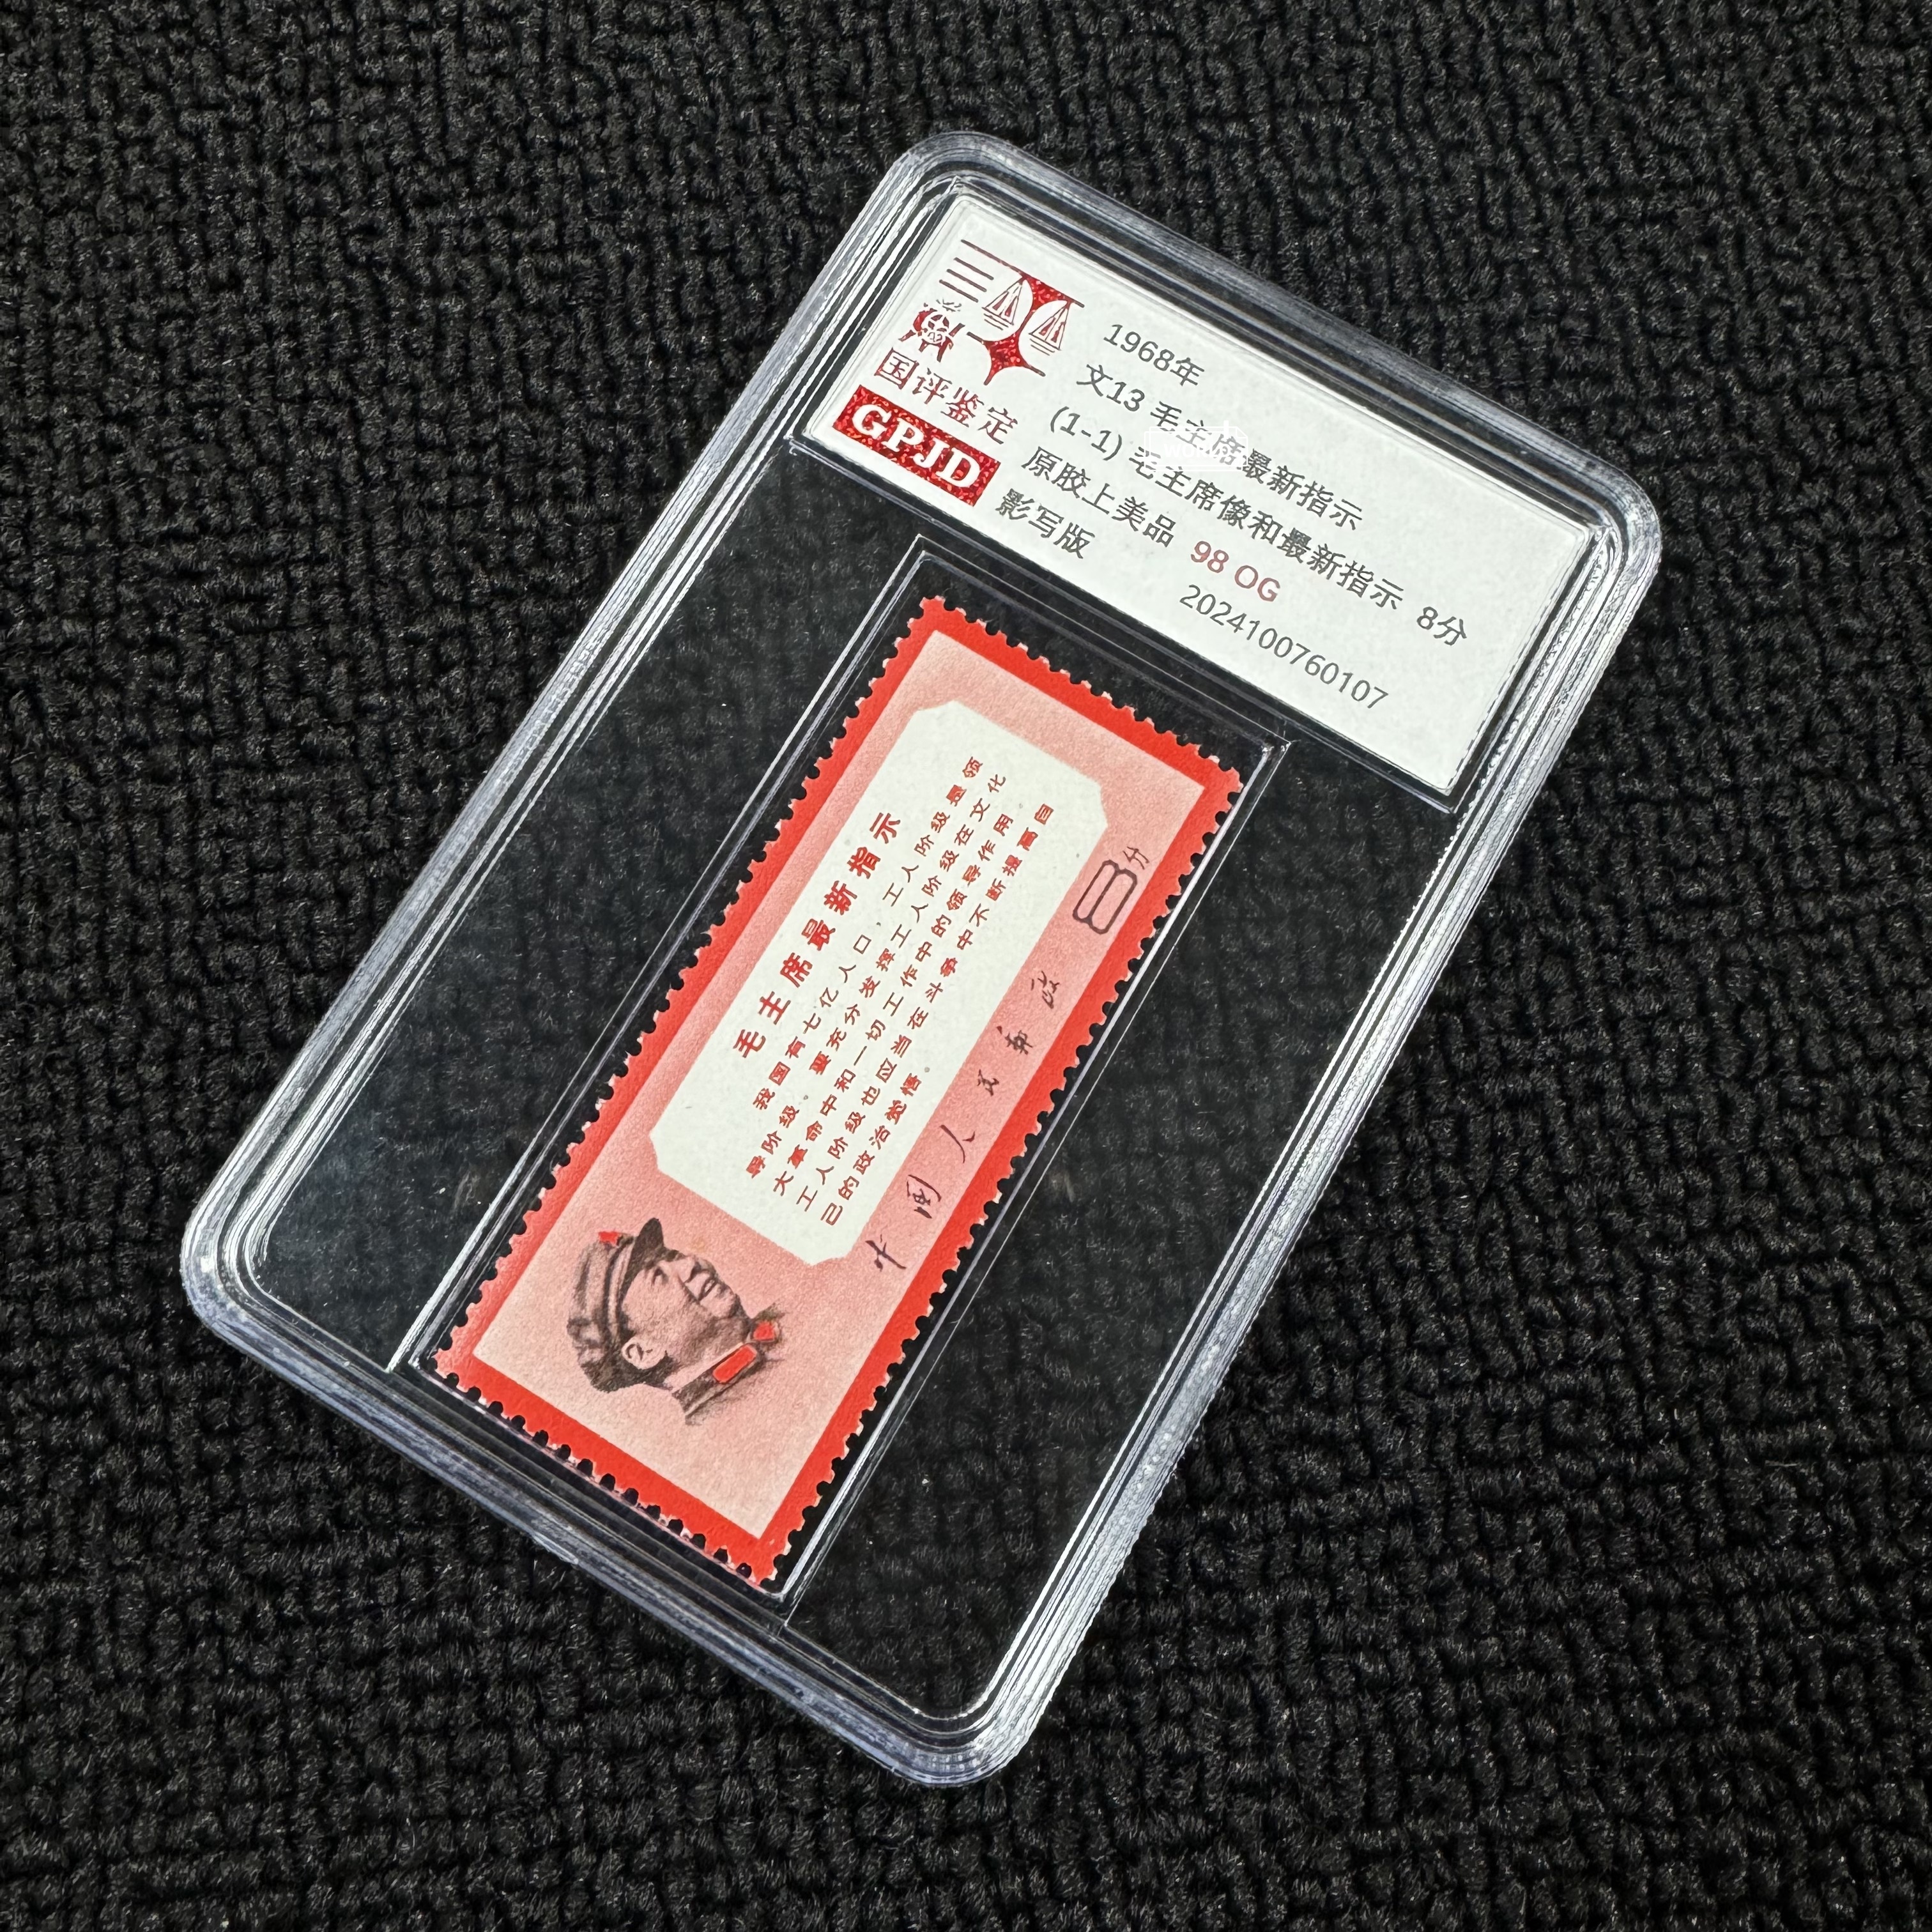 国评鉴定
GPJD
1968年
文13 毛主席最新指示
(1-1) 毛主席像和最新指示 8分
原胶上美品 98 OG
影写版 2024100760107
毛主席最新指示
我国有七亿人口,工人阶级是领
导阶级。要充分发挥工人阶级在文化
大革命中和一切工作中的领导作用。
工人阶级也应当在斗争中不断提高自
己的政治觉悟。
中国人民邮政 8分